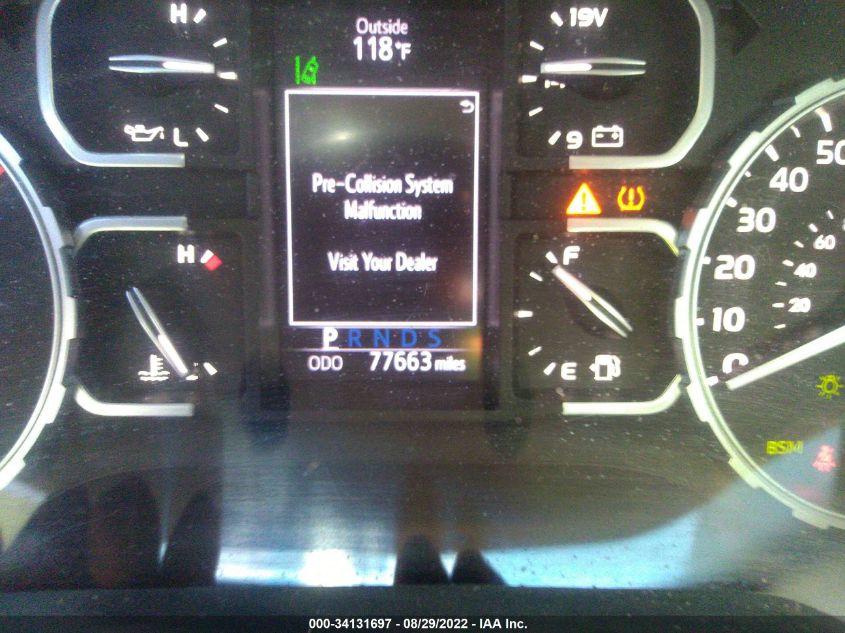 H
Outside
118°F
19V
L
9
50
Pre-Collision System
Malfunction
40
30
60
H
Visit Your Dealer
F
20
40
20
10
P R N D S
ODO 77663 miles
E
BSM
000-34131697 - 08/29/2022 - IAA Inc.